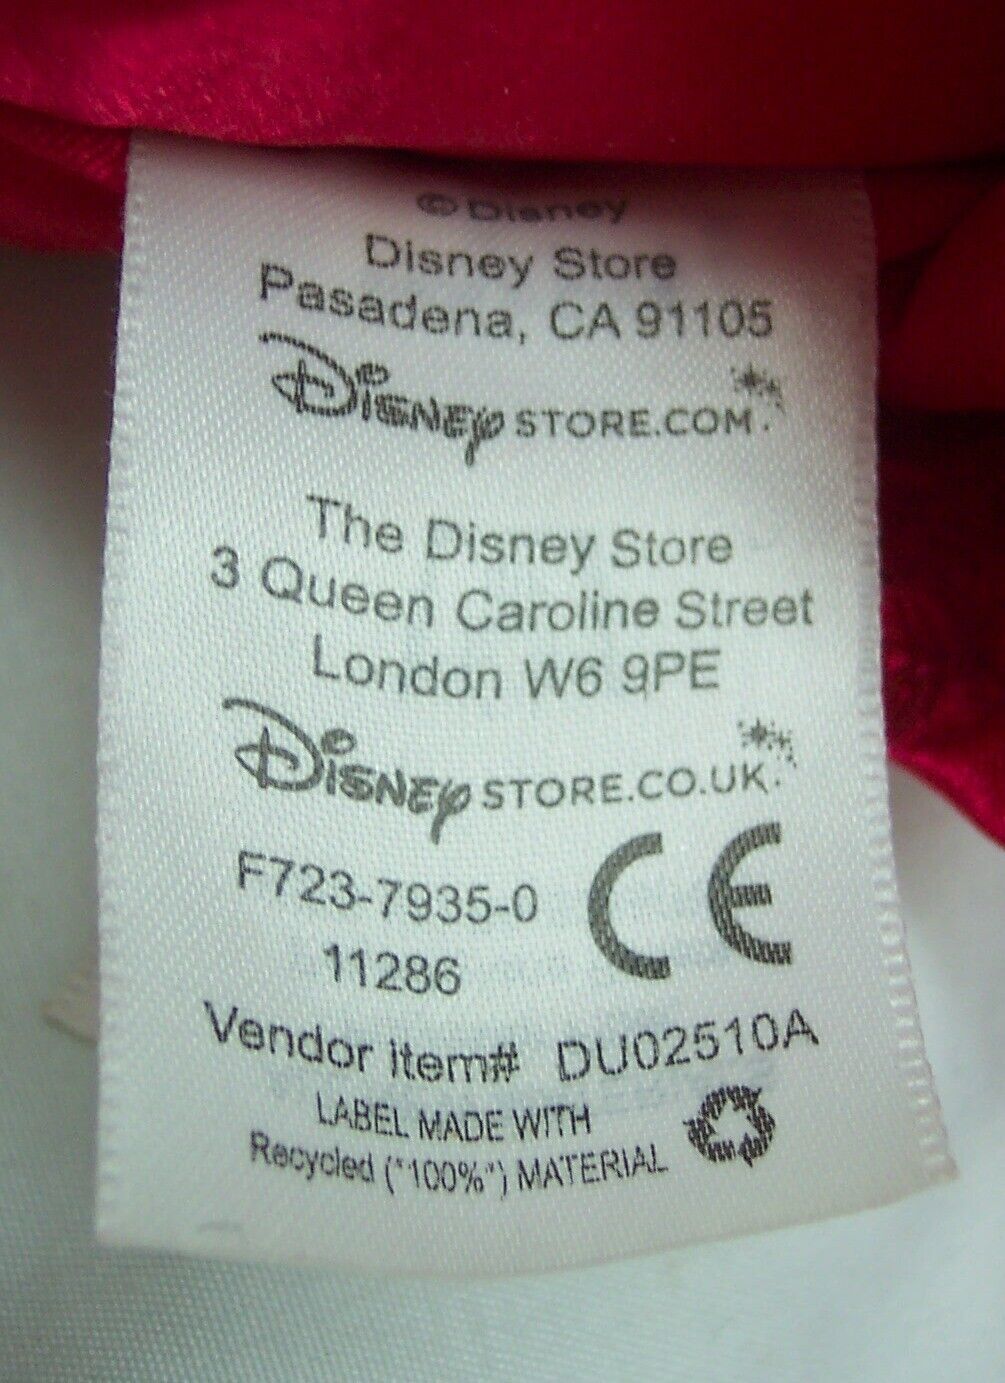 © Disney
Disney Store
Pasadena, CA 91105
Disney STORE.COM
The Disney Store
3 Queen Caroline Street
London W6 9PE
Disney STORE.CO.UK
F723-7935-0
CE
11286
Vendor item# DU02510A
LABEL MADE WITH
Recycled ("100%") MATERIAL